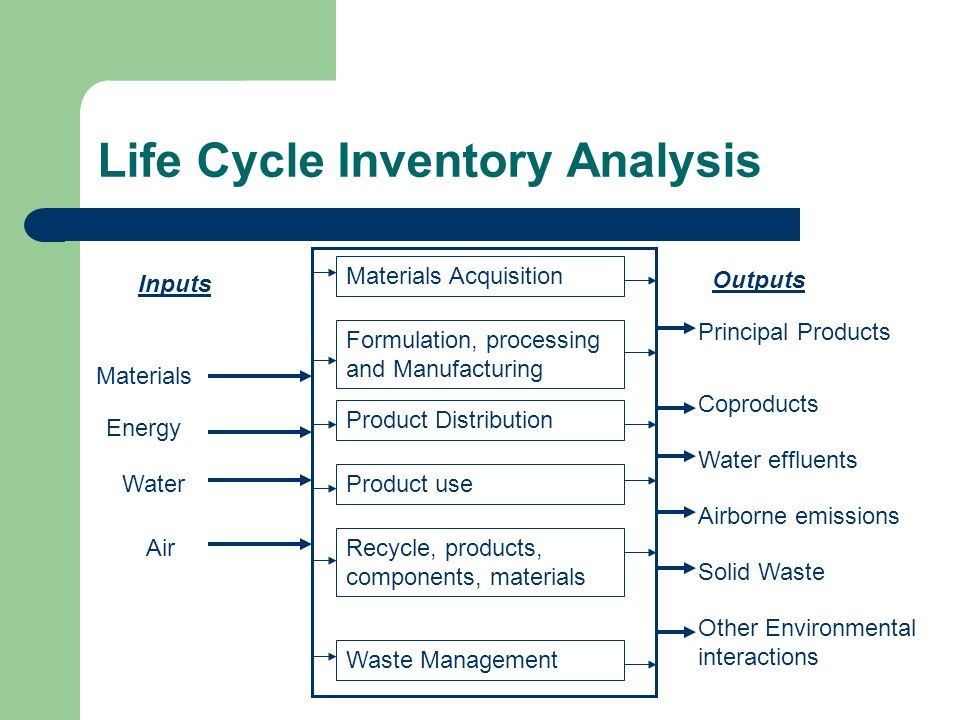 Life Cycle Inventory Analysis
Inputs
Materials
Energy
Water
Air
Materials Acquisition
Formulation, processing
and Manufacturing
Product Distribution
Product use
Recycle, products,
components, materials
Waste Management
Outputs
Principal Products
Coproducts
Water effluents
Airborne emissions
Solid Waste
Other Environmental
interactions